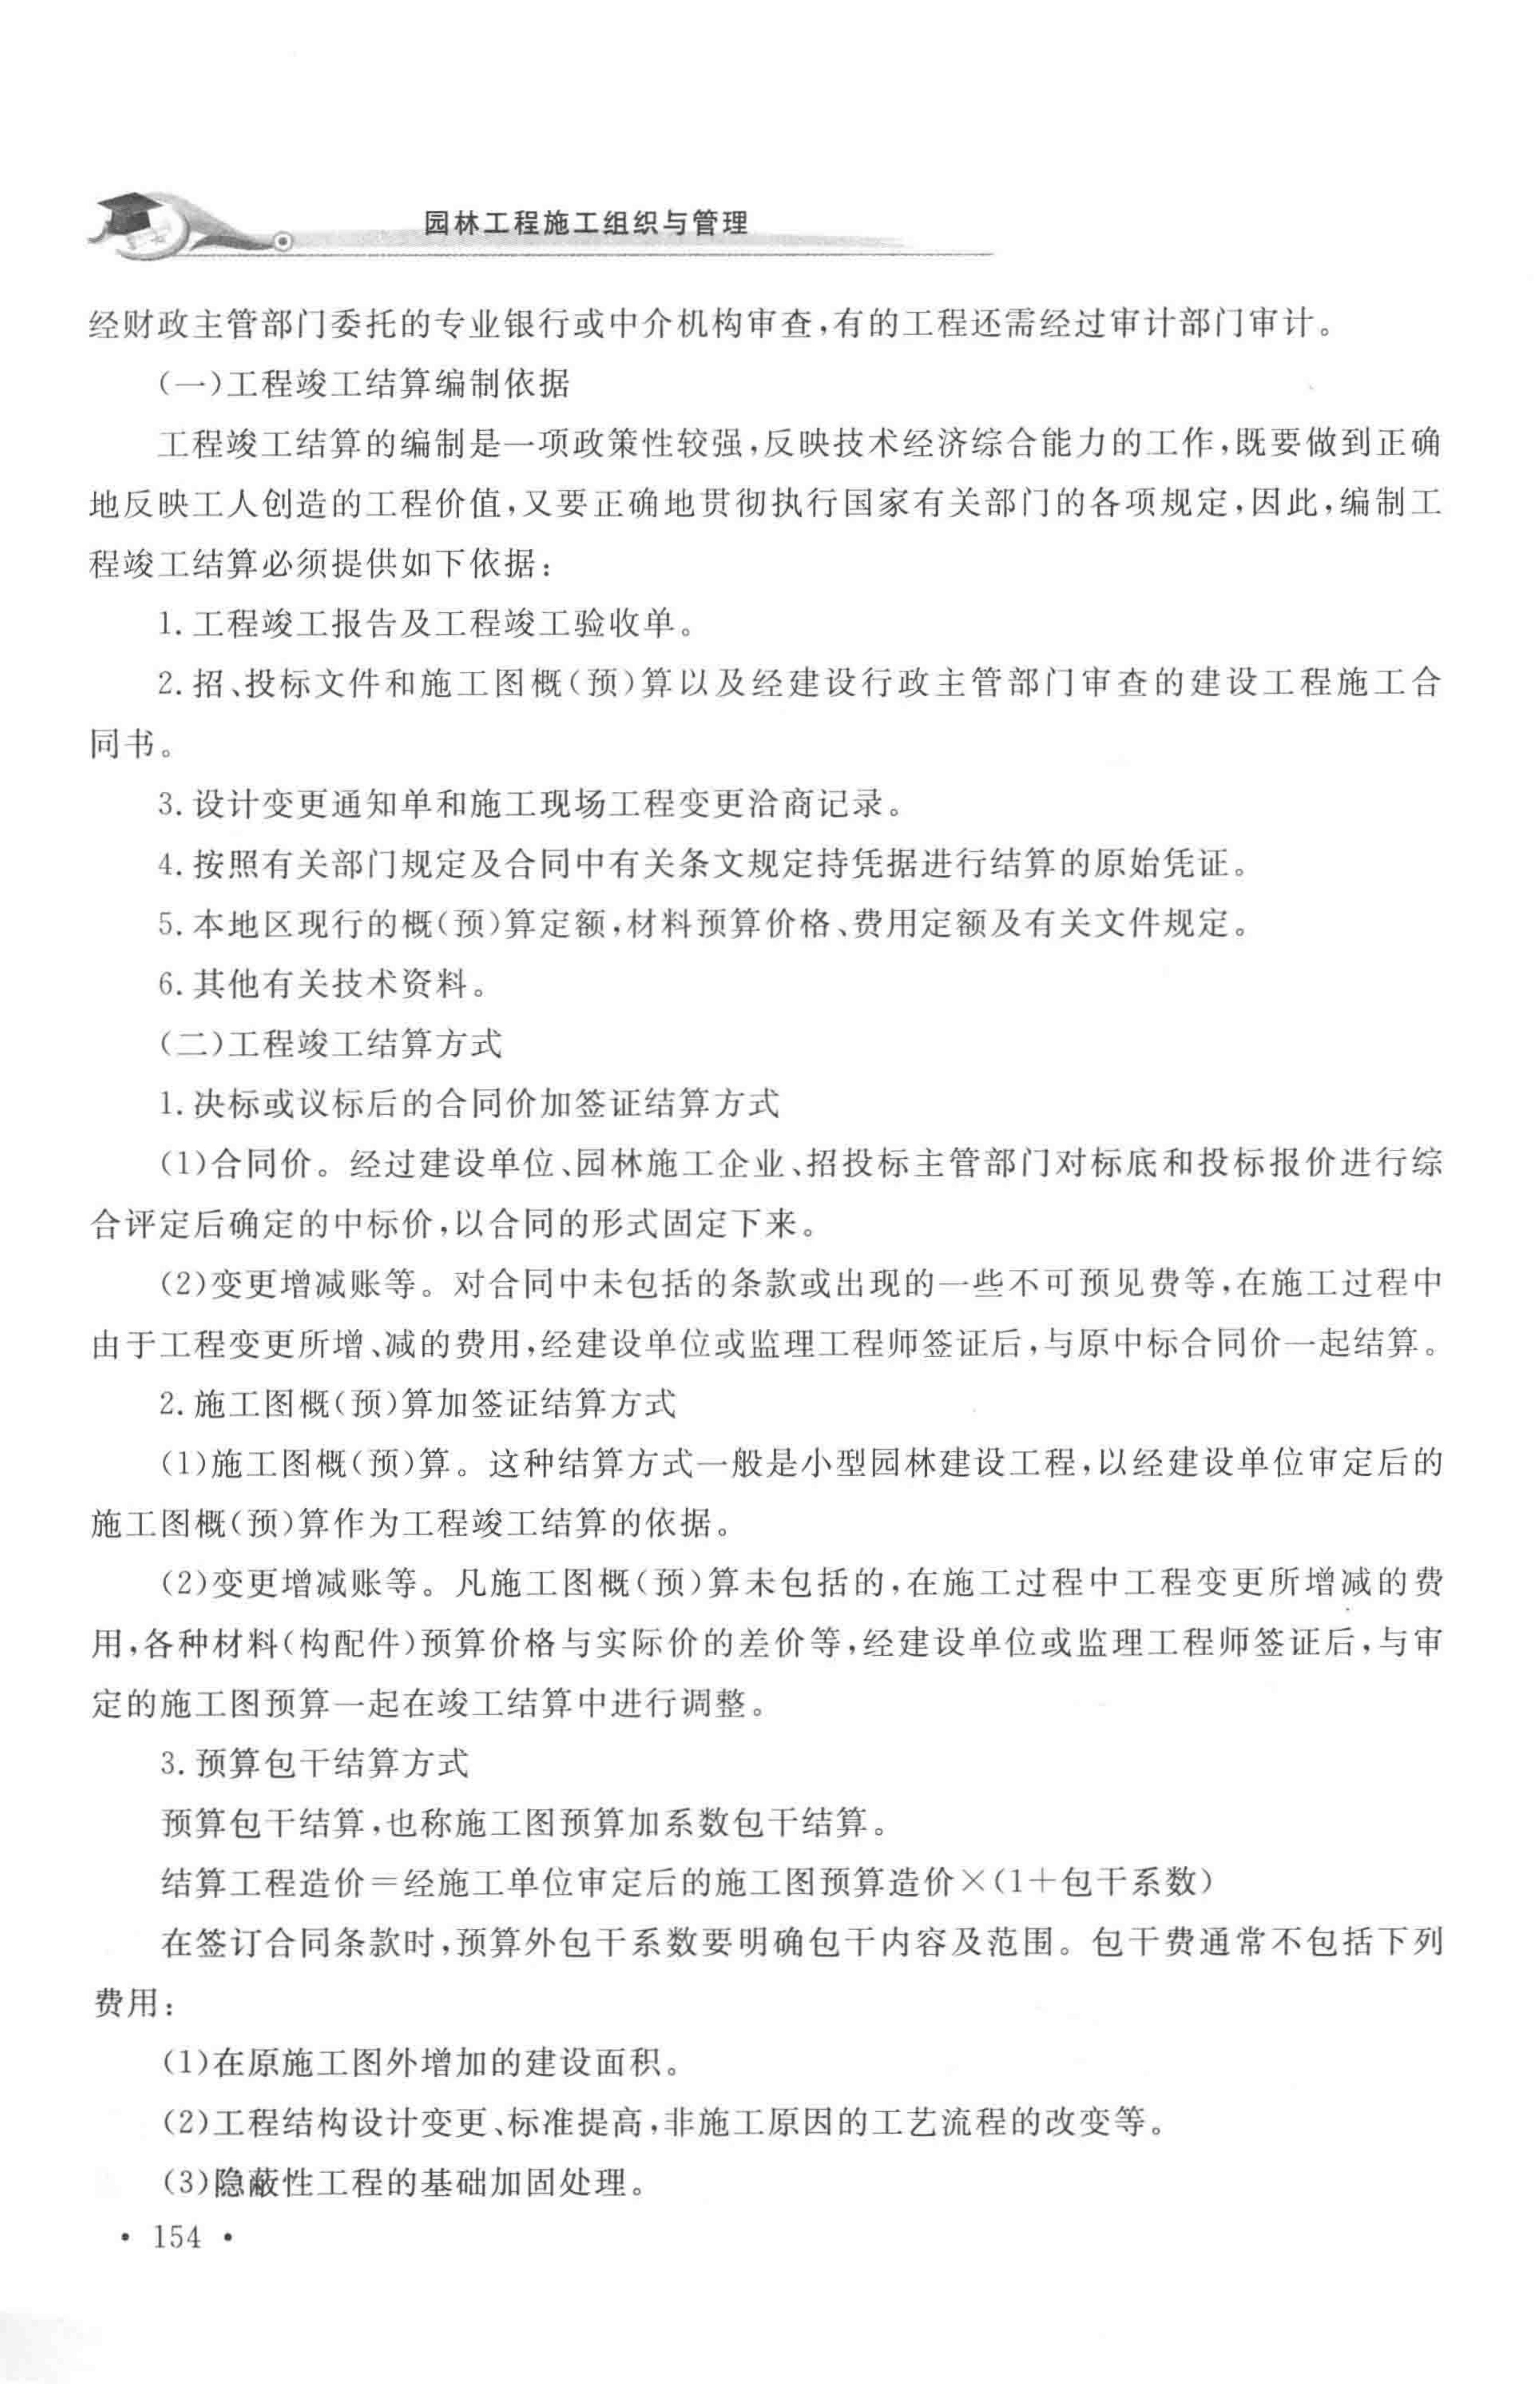 园林工程施工组织与管理
经财政主管部门委托的专业银行或中介机构审查,有的工程还需经过审计部门审计。
(一)工程竣工结算编制依据
工程竣工结算的编制是一项政策性较强,反映技术经济综合能力的工作,既要做到正确
地反映工人创造的工程价值,又要正确地贯彻执行国家有关部门的各项规定,因此,编制工
程竣工结算必须提供如下依据:
1. 工程竣工报告及工程竣工验收单。
2. 招、投标文件和施工图概(预)算以及经建设行政主管部门审查的建设工程施工合
同书。
3. 设计变更通知单和施工现场工程变更洽商记录。
4. 按照有关部门规定及合同中有关条文规定持凭据进行结算的原始凭证。
5. 本地区现行的概(预)算定额,材料预算价格、费用定额及有关文件规定。
6. 其他有关技术资料。
(二)工程竣工结算方式
1. 决标或议标后的合同价加签证结算方式
(1)合同价。经过建设单位、园林施工企业、招投标主管部门对标底和投标报价进行综
合评定后确定的中标价,以合同的形式固定下来。
(2)变更增减账等。对合同中未包括的条款或出现的一些不可预见费等,在施工过程中
由于工程变更所增、减的费用,经建设单位或监理工程师签证后,与原中标合同价一起结算。
2. 施工图概(预)算加签证结算方式
(1)施工图概(预)算。这种结算方式一般是小型园林建设工程,以经建设单位审定后的
施工图概(预)算作为工程竣工结算的依据。
(2)变更增减账等。凡施工图概(预)算未包括的,在施工过程中工程变更所增减的费
用,各种材料(构配件)预算价格与实际价的差价等,经建设单位或监理工程师签证后,与审
定的施工图预算一起在竣工结算中进行调整。
3. 预算包干结算方式
预算包干结算,也称施工图预算加系数包干结算。
结算工程造价=经施工单位审定后的施工图预算造价×(1+包干系数)
在签订合同条款时,预算外包干系数要明确包干内容及范围。包干费通常不包括下列
费用:
(1)在原施工图外增加的建设面积。
(2)工程结构设计变更、标准提高,非施工原因的工艺流程的改变等。
(3)隐蔽性工程的基础加固处理。
· 154 ·